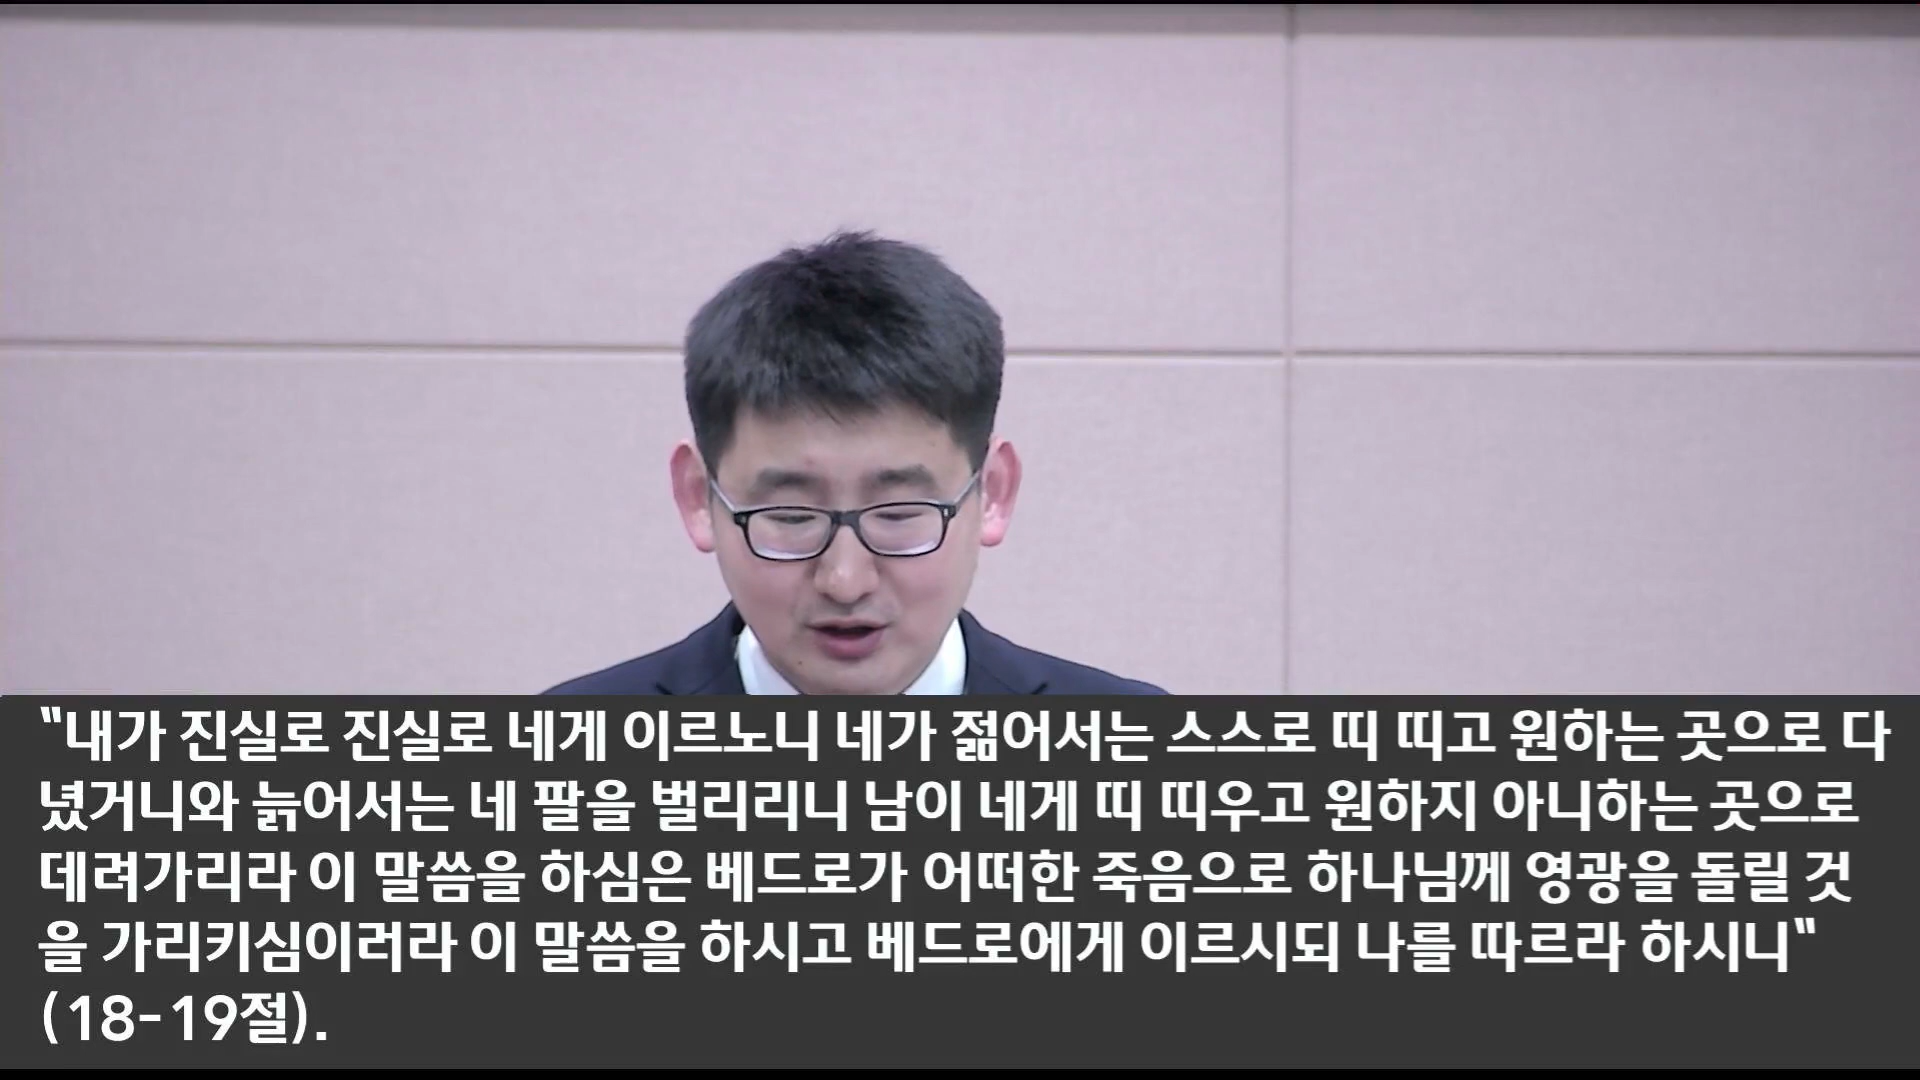 "내가 진실로 진실로 네게 이르노니 네가 젊어서는 스스로 띠 띠고 원하는 곳으로 다
녔거니와 늙어서는 네 팔을 벌리리니 남이 네게 띠 띠우고 원하지 아니하는 곳으로
데려가리라 이 말씀을 하심은 베드로가 어떠한 죽음으로 하나님께 영광을 돌릴 것
을 가리키심이러라 이 말씀을 하시고 베드로에게 이르시되 나를 따르라 하시니"
(18-19절).